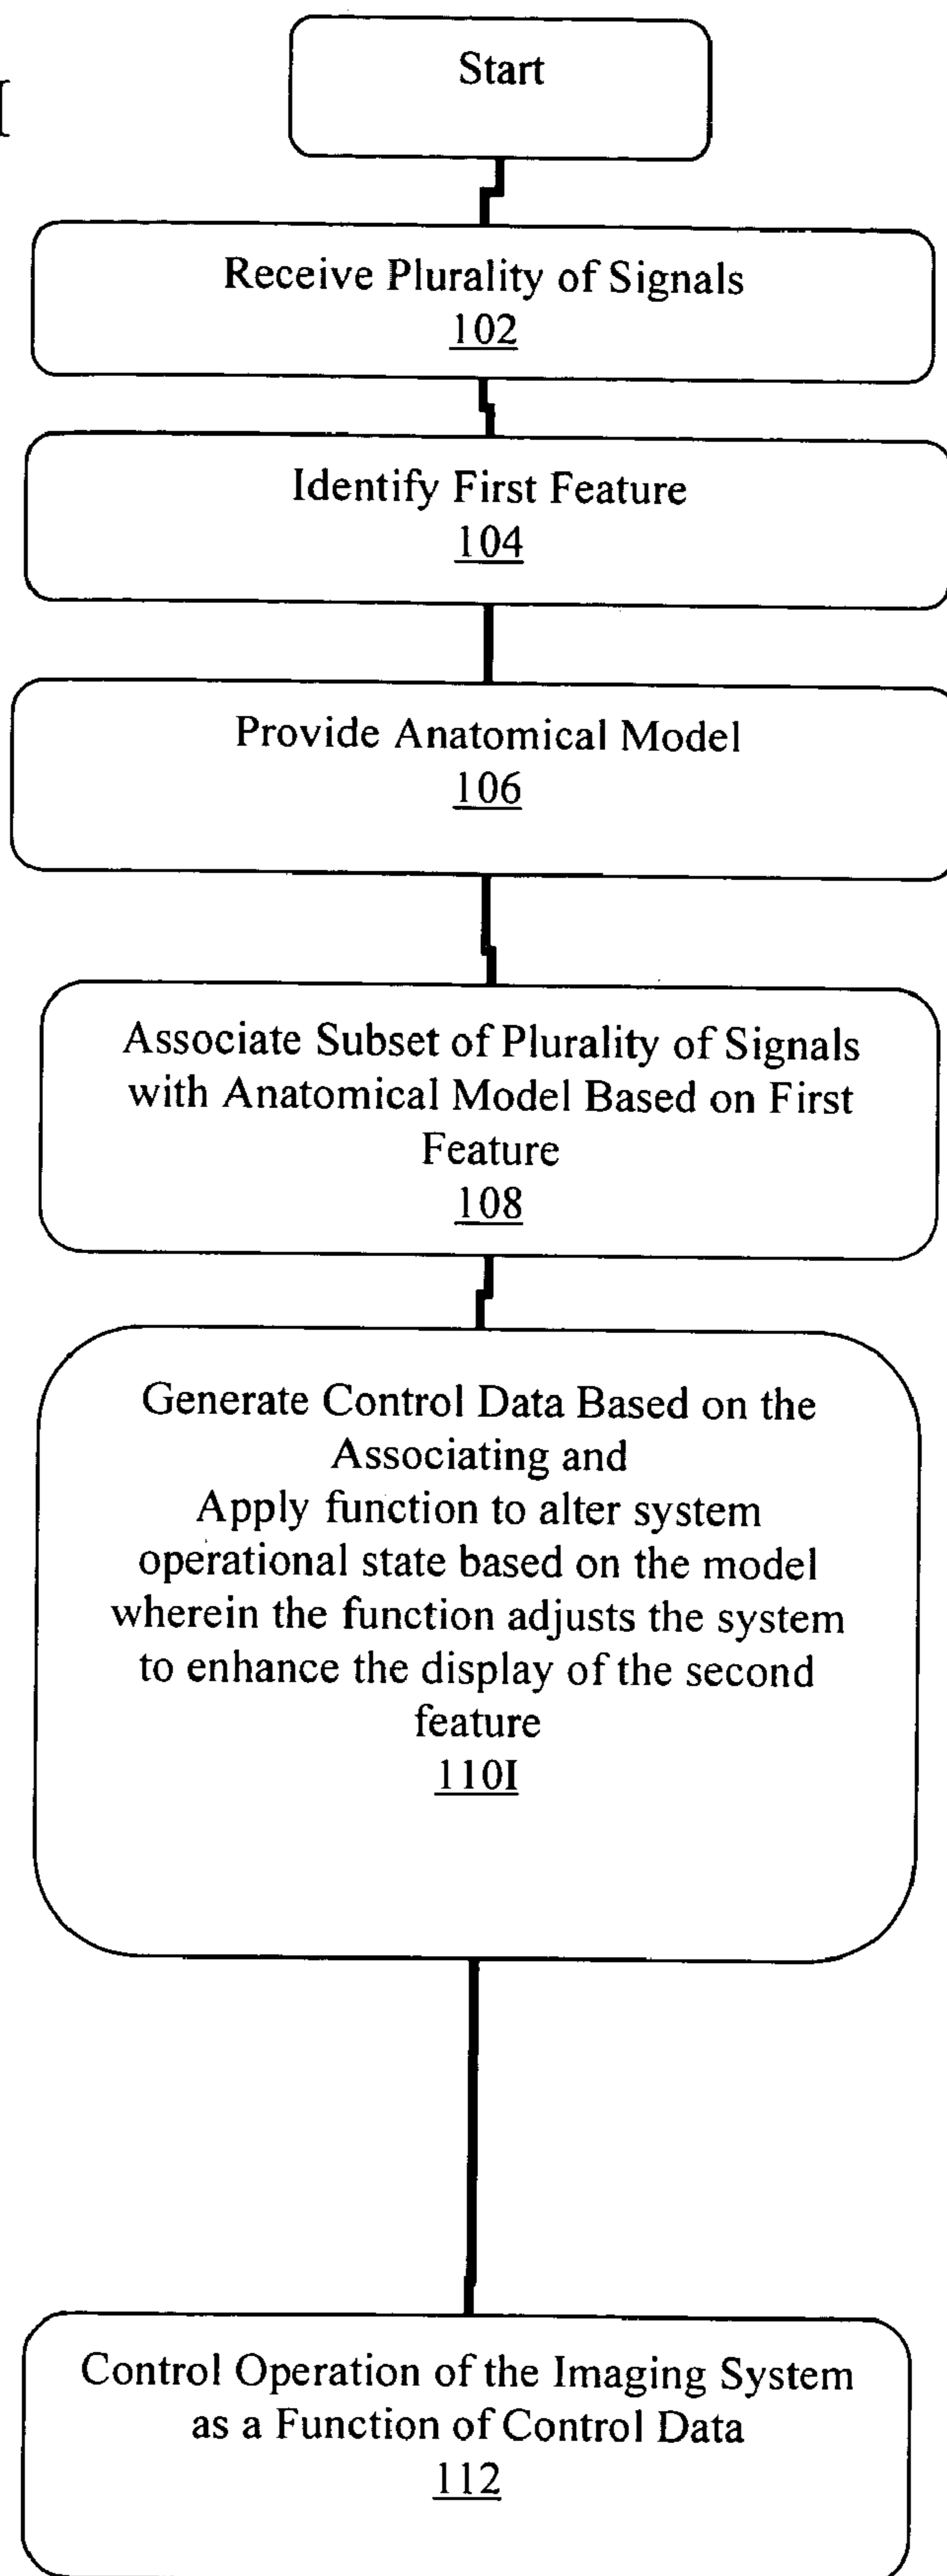 Start
Receive Plurality of Signals
102
Identify First Feature
104
Provide Anatomical Model
106
Associate Subset of Plurality of Signals
with Anatomical Model Based on First
Feature
108
Generate Control Data Based on the
Associating and
Apply function to alter system
operational state based on the model
wherein the function adjusts the system
to enhance the display of the second
feature
110I
Control Operation of the Imaging System
as a Function of Control Data
112